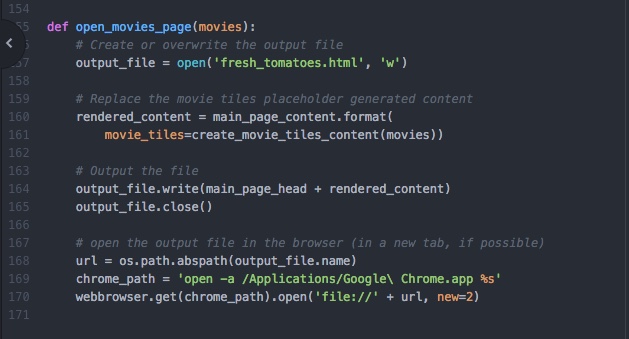 154
155 def open_movies_page(movies):
# Create or overwrite the output file
57 output_file = open('fresh_tomatoes.html', 'w')
158
159 # Replace the movie tiles placeholder generated content
160 rendered_content = main_page_content.format(
161 movie_tiles=create_movie_tiles_content(movies))
162
163 # Output the file
164 output_file.write(main_page_head + rendered_content)
165 output_file.close()
166
167 # open the output file in the browser (in a new tab, if possible)
168 url = os.path.abspath(output_file.name)
169 chrome_path = 'open -a /Applications/Google\ Chrome.app %s'
170 webbrowser.get(chrome_path).open('file://' + url, new=2)
171